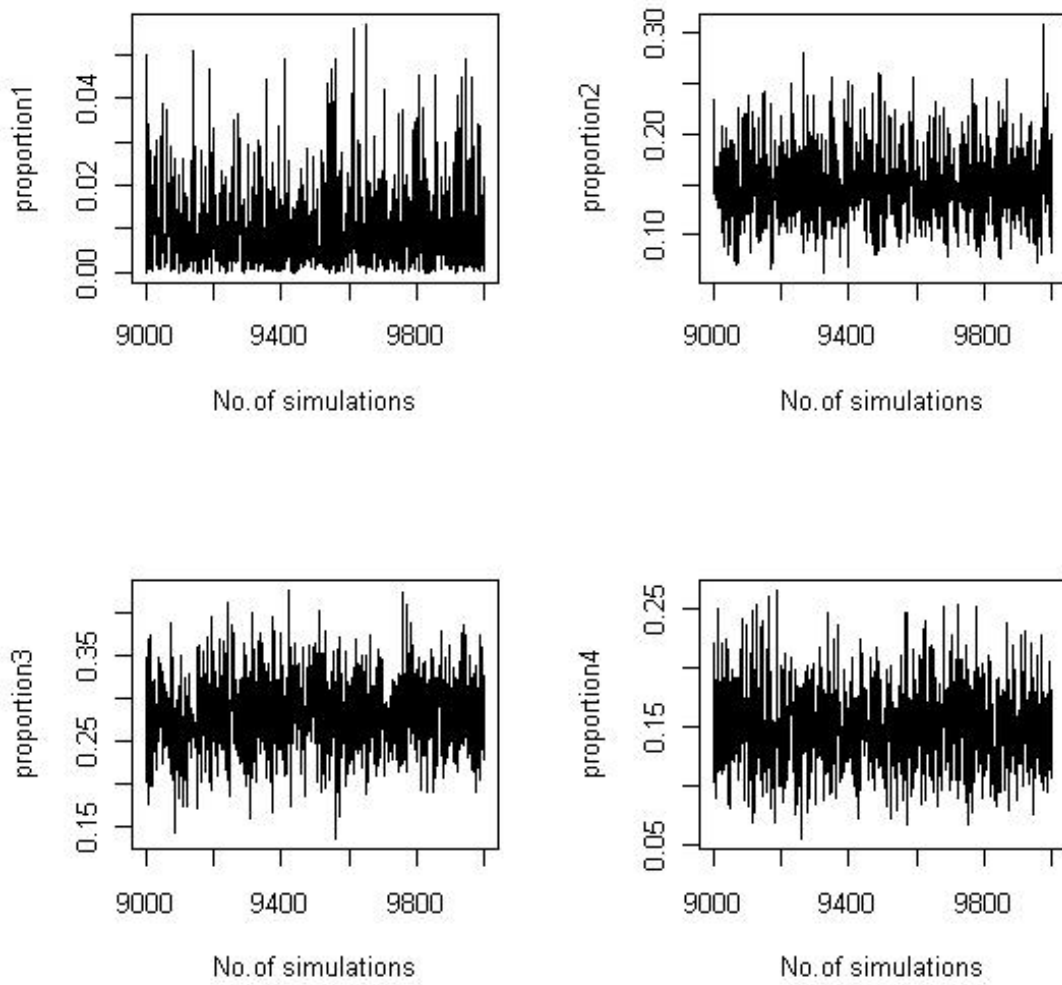 proportion1
0.04
0.02
0.00
9000 9400 9800
No.of simulations
proportion2
0.30
0.20
0.10
9000 9400 9800
No.of simulations
proportion3
0.35
0.25
0.15
9000 9400 9800
No.of simulations
proportion4
0.25
0.15
0.05
9000 9400 9800
No.of simulations